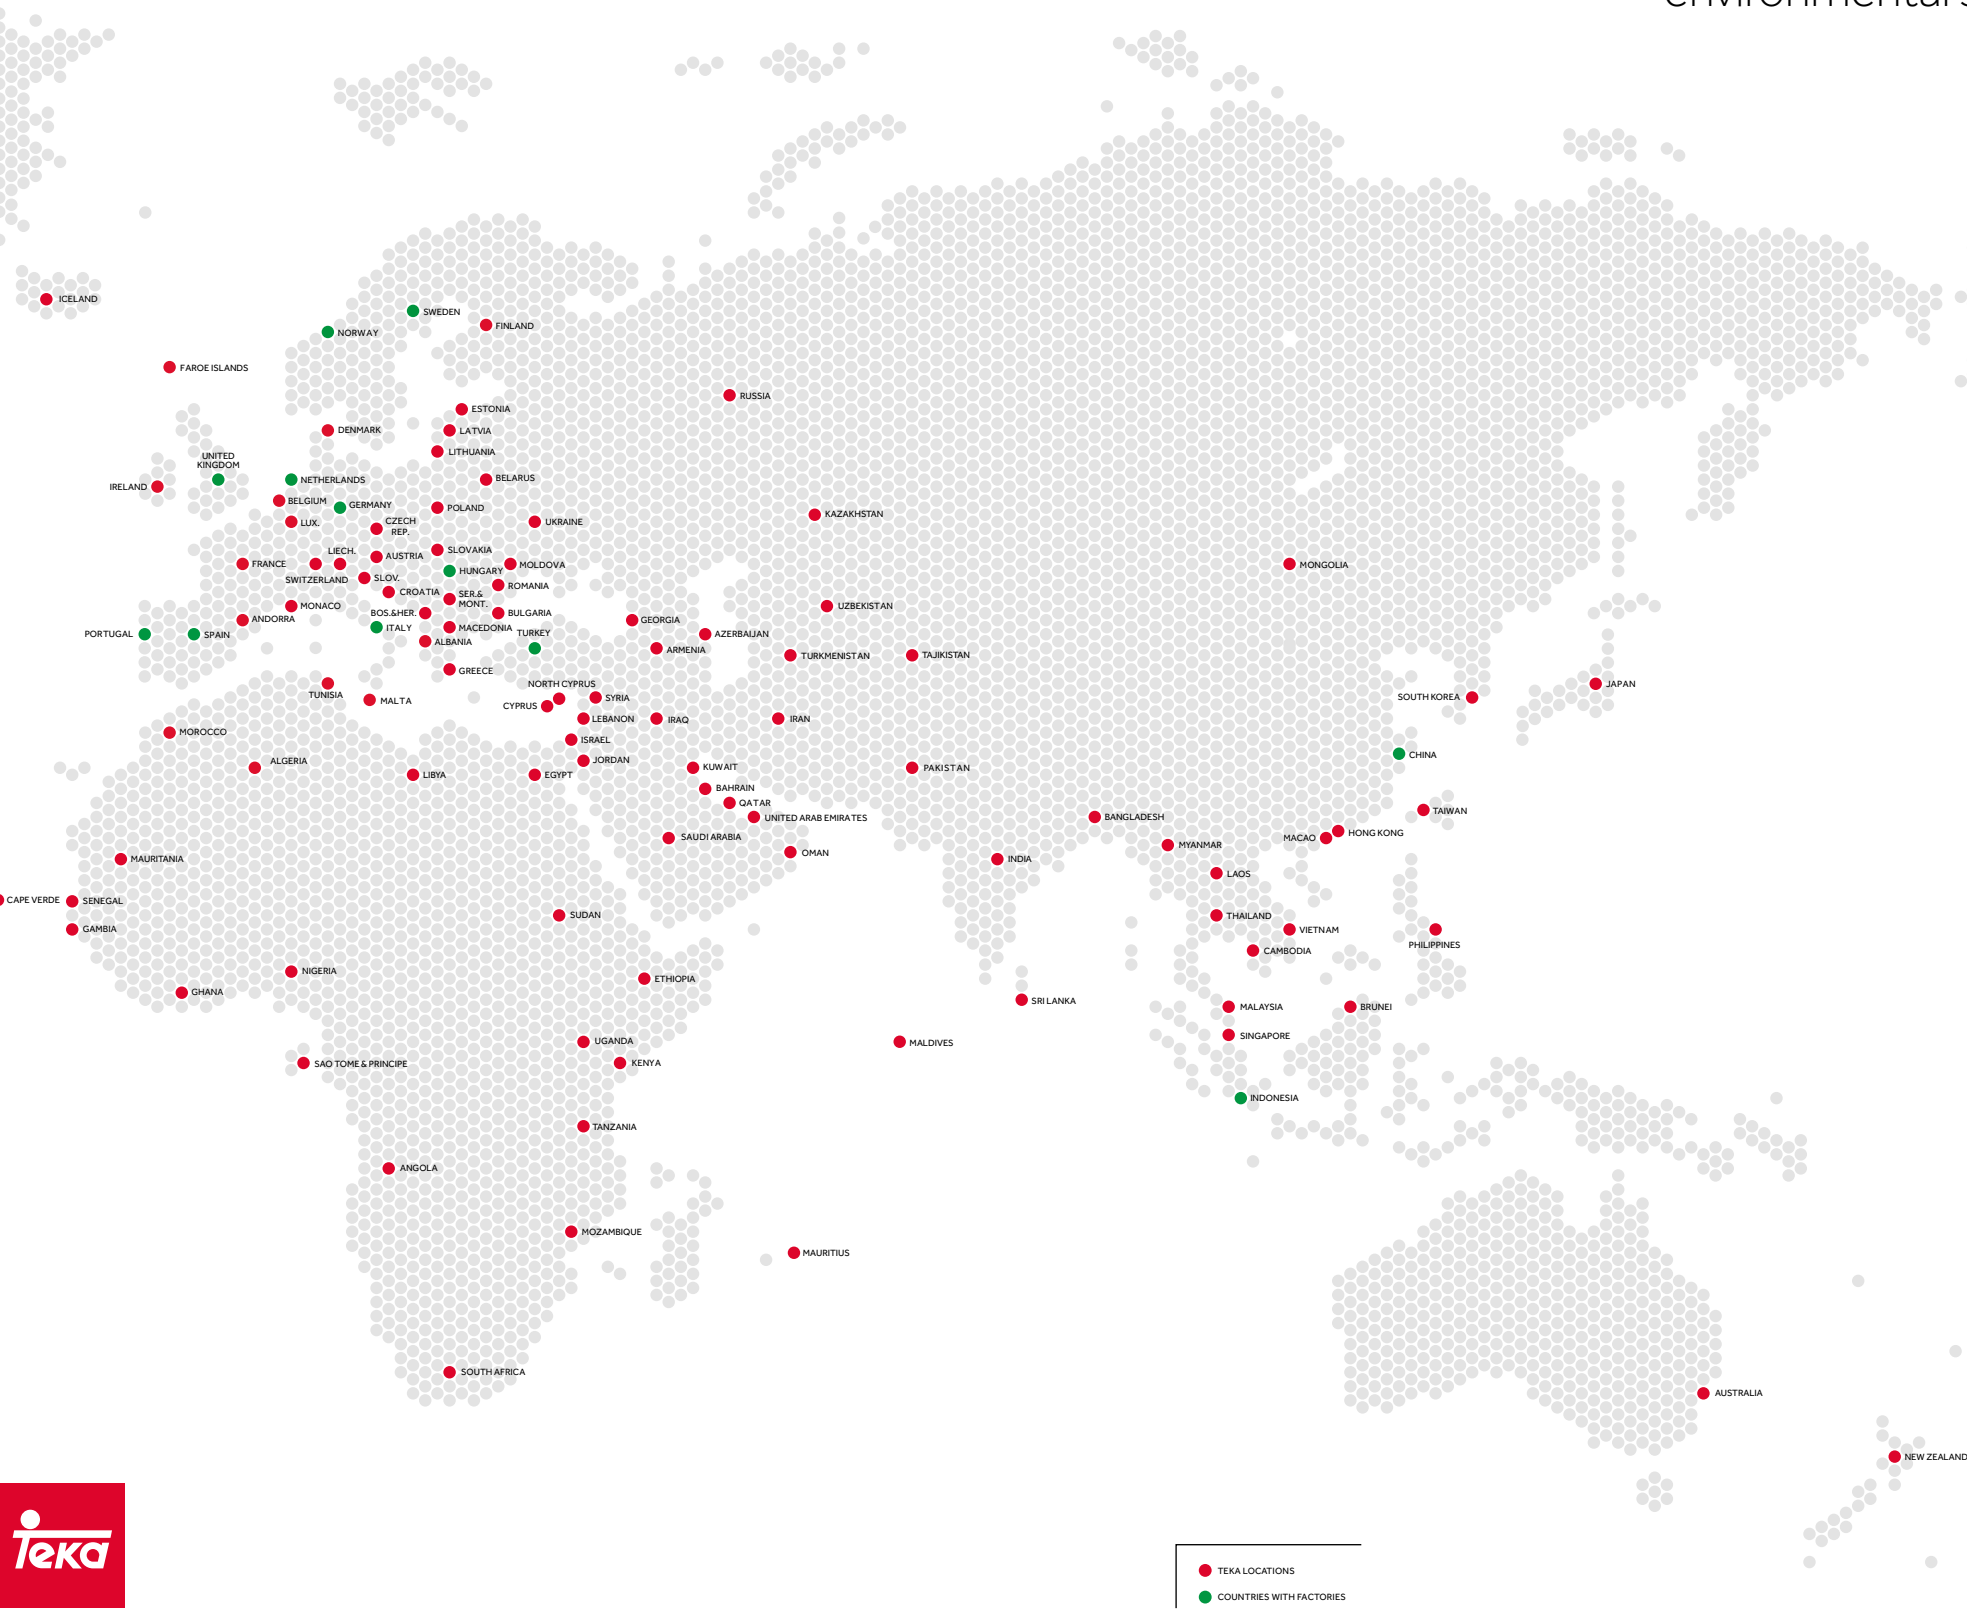 ICELAND
SWEDEN
FINLAND
NORWAY
FAROE ISLANDS
RUSSIA
ESTONIA
DENMARK
LATVIA
LITHUANIA
UNITED
KINGDOM
NETHERLANDS
BELARUS
IRELAND
BELGIUM
GERMANY
POLAND
KAZAKHSTAN
LUX.
CZECH
REP.
UKRAINE
LIECH.
AUSTRIA
SLOVAKIA
FRANCE
MOLDOVA
MONGOLIA
HUNGARY
SWITZERLAND
SLOV.
ROMANIA
CROATIA
SER.&
MONT.
MONACO
UZBEKISTAN
BOS.&HER.
BULGARIA
ANDORRA
GEORGIA
ITALY
MACEDONIA
PORTUGAL
SPAIN
TURKEY
AZERBAIJAN
ALBANIA
ARMENIA
TURKMENISTAN
TAJIKISTAN
GREECE
NORTH CYPRUS
JAPAN
TUNISIA
SYRIA
SOUTH KOREA
MALTA
CYPRUS
LEBANON
IRAQ
IRAN
MOROCCO
ISRAEL
CHINA
ALGERIA
JORDAN
KUWAIT
PAKISTAN
LIBYA
EGYPT
BAHRAIN
QATAR
TAIWAN
UNITED ARAB EMIRATES
BANGLADESH
HONG KONG
SAUDI ARABIA
MACAO
MYANMAR
OMAN
MAURITANIA
INDIA
LAOS
CAPE VERDE
SENEGAL
SUDAN
THAILAND
GAMBIA
VIETNAM
PHILIPPINES
CAMBODIA
NIGERIA
ETHIOPIA
GHANA
SRI LANKA
MALAYSIA
BRUNEI
SINGAPORE
UGANDA
MALDIVES
SAO TOME & PRINCIPE
KENYA
INDONESIA
TANZANIA
ANGOLA
MOZAMBIQUE
MAURITIUS
SOUTH AFRICA
AUSTRALIA
NEW ZEALAND
Teka
TEKA LOCATIONS
COUNTRIES WITH FACTORIES